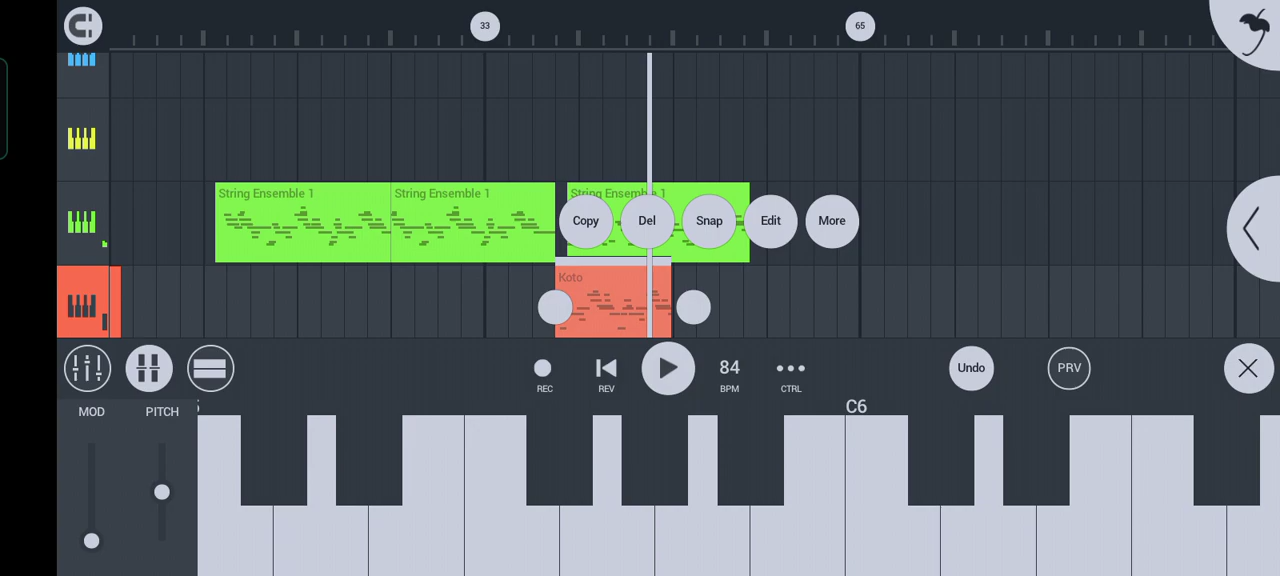 33
65
String Ensemble 1
String Ensemble 1
String Ensemble 1
Copy
Del
Snap
Edit
More
Koto
REC
REV
84
BPM
CTRL
Undo
PRV
MOD
PITCH
C6